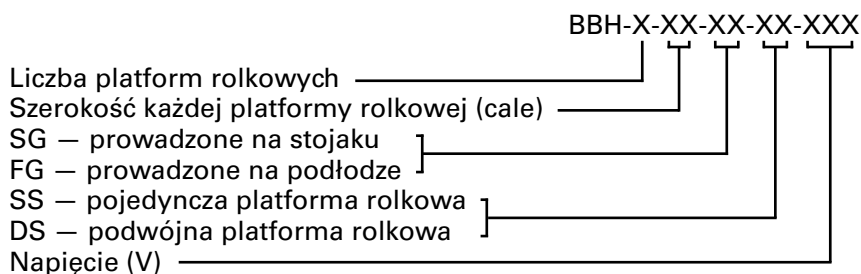 BBH-X-XX-XX-XX-XXX
Liczba platform rolkowych
Szerokość każdej platformy rolkowej (cale)
SG — prowadzone na stojaku
FG — prowadzone na podłodze
SS — pojedyncza platforma rolkowa
DS — podwójna platforma rolkowa
Napięcie (V)